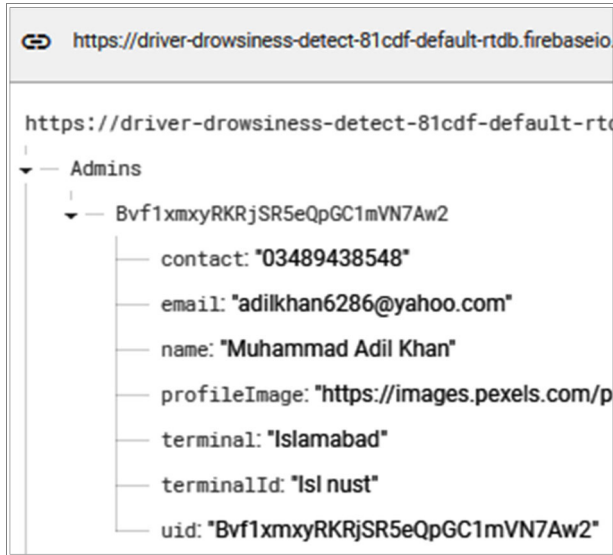 https://driver-drowsiness-detect-81cdf-default-rtdb.firebaseio.
https://driver-drowsiness-detect-81cdf-default-rtd
Admins
Bvf1xmxyRKRjSR5eQpGC1mVN7Aw2
contact: "03489438548"
email: "adilkhan6286@yahoo.com"
name: "Muhammad Adil Khan"
profileImage: "https://images.pexels.com/p
terminal: "Islamabad"
terminalId: "Isl nust"
uid: "Bvf1xmxyRKRjSR5eQpGC1mVN7Aw2"